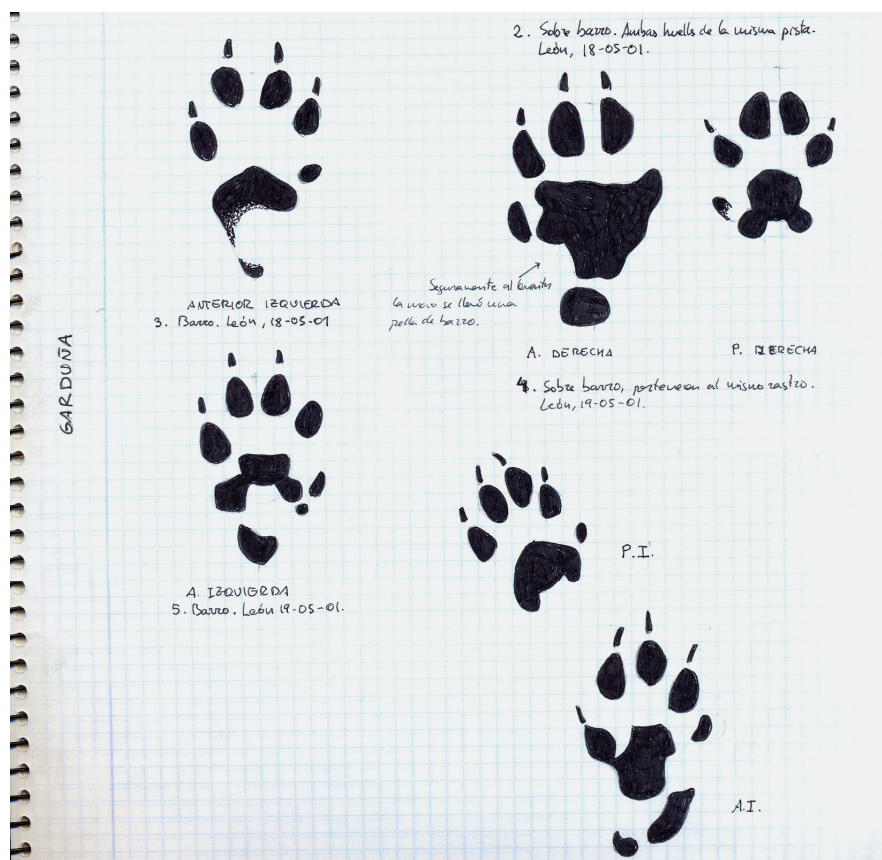 2. Sobre barro. Ambas huells de la misma pista.
León, 18-05-01.
ANTERIOR IZQUIERDA
3. Barro. León, 18-05-01
Seguramente al levantar
la mano se llevó una
pella de barro.
A. DERECHA
P. DERECHA
GARDUÑA
4. Sobre barro, pertenecen al mismo rastro.
León, 19-05-01.
P.I.
A. IZQUIERDA
5. Barro. León 19-05-01.
A.I.